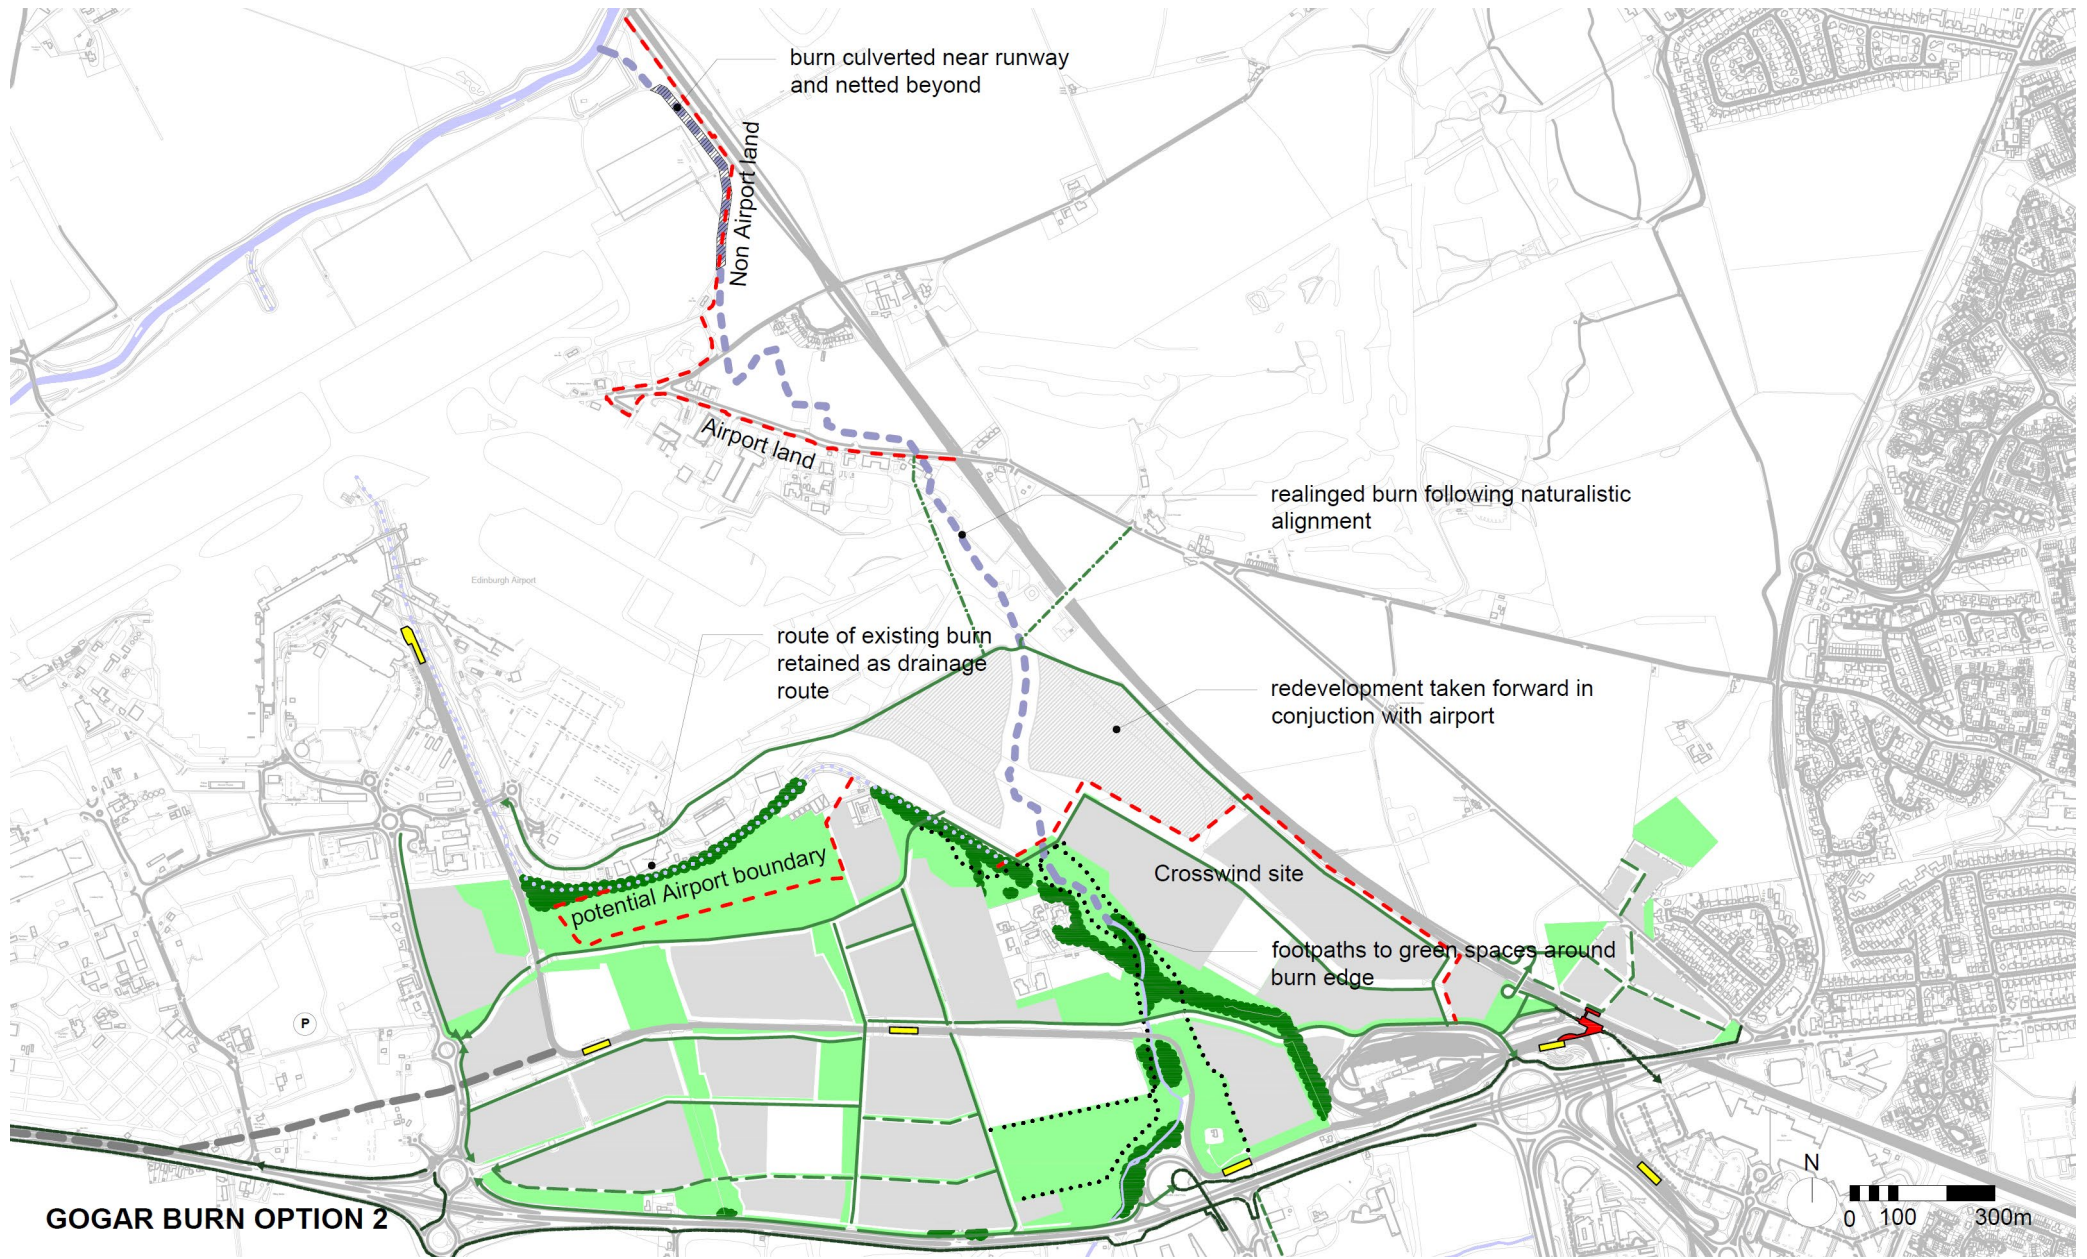 burn culverted near runway
and netted beyond
Non Airport land
Airport land
realinged burn following naturalistic
alignment
Edinburgh Airport
route of existing burn
retained as drainage
route
redevelopment taken forward in
conjuction with airport
potential Airport boundary
Crosswind site
footpaths to green spaces around
burn edge
P
N
0 100 300m
GOGAR BURN OPTION 2